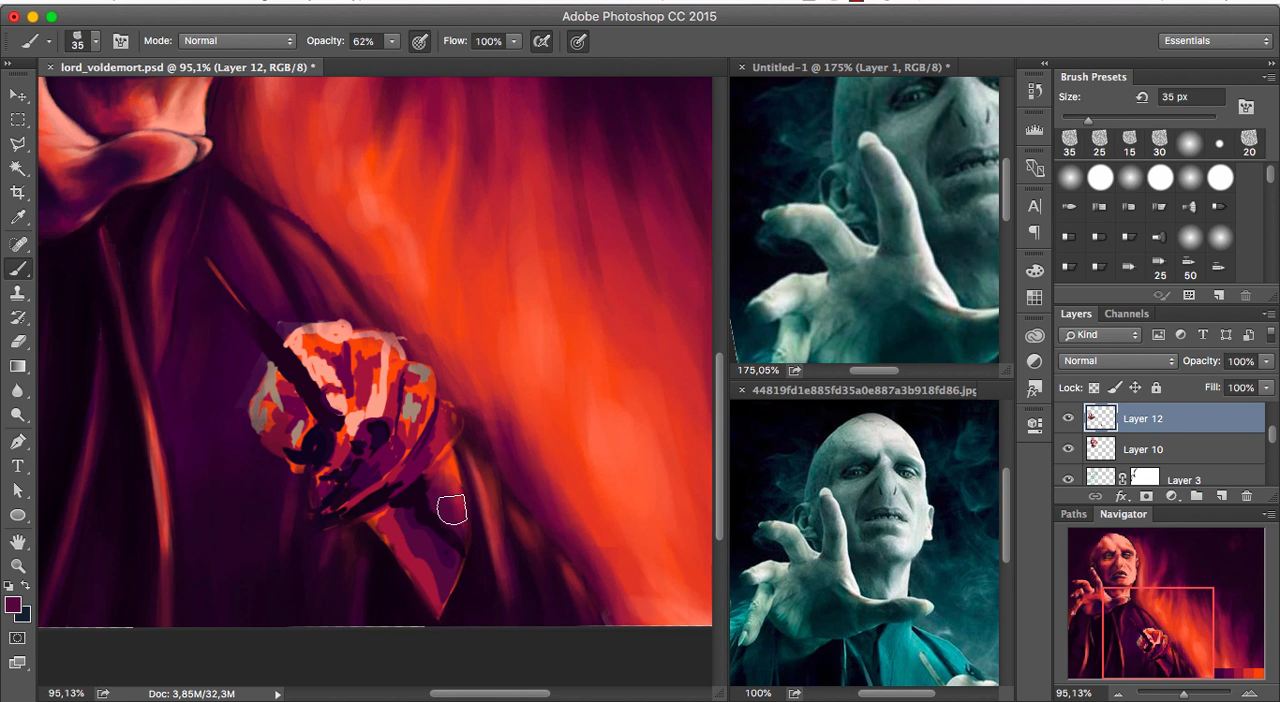 Adobe Photoshop CC 2015
35 Mode: Normal Opacity: 62% Flow: 100% Essentials
× lord_voldemort.psd @ 95,1% (Layer 12, RGB/8) *
× Untitled-1 @ 175% (Layer 1, RGB/8) *
Brush Presets
Size: 35 px
35 25 15 30 20
25 50
175,05%
× 44819fd1e885fd35a0e887a3b918fd86.jpg
Layers Channels
Kind
Normal Opacity: 100%
Lock: Fill: 100%
Layer 12
Layer 10
Layer 3
Paths Navigator
95,13% Doc: 3,85M/32,3M
100%
95,13%